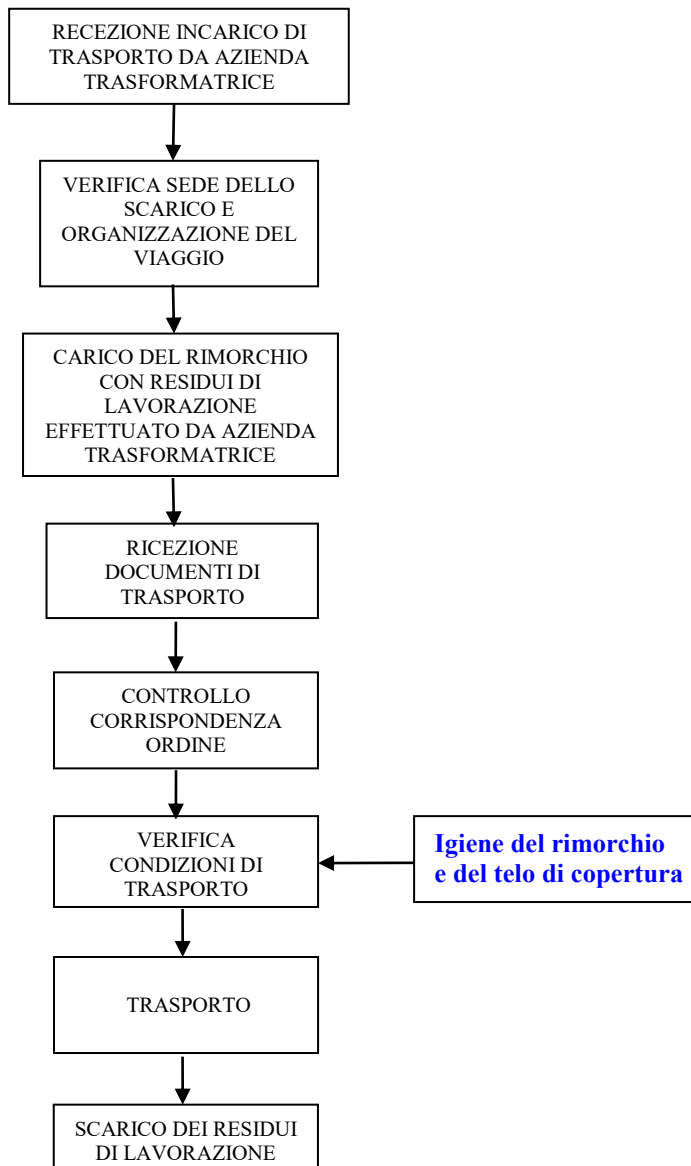 RECEZIONE INCARICO DI
TRASPORTO DA AZIENDA
TRASFORMATRICE
VERIFICA SEDE DELLO
SCARICO E
ORGANIZZAZIONE DEL
VIAGGIO
CARICO DEL RIMORCHIO
CON RESIDUI DI
LAVORAZIONE
EFFETTUATO DA AZIENDA
TRASFORMATRICE
RICEZIONE
DOCUMENTI DI
TRASPORTO
CONTROLLO
CORRISPONDENZA
ORDINE
VERIFICA
CONDIZIONI DI
TRASPORTO
Igiene del rimorchio
e del telo di copertura
TRASPORTO
SCARICO DEI RESIDUI
DI LAVORAZIONE